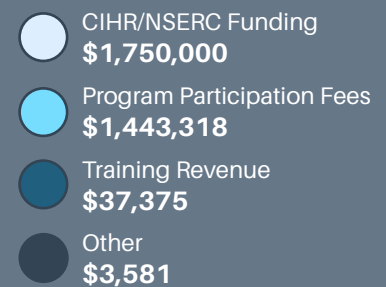 CIHR/NSERC Funding
$1,750,000
Program Participation Fees
$1,443,318
Training Revenue
$37,375
Other
$3,581